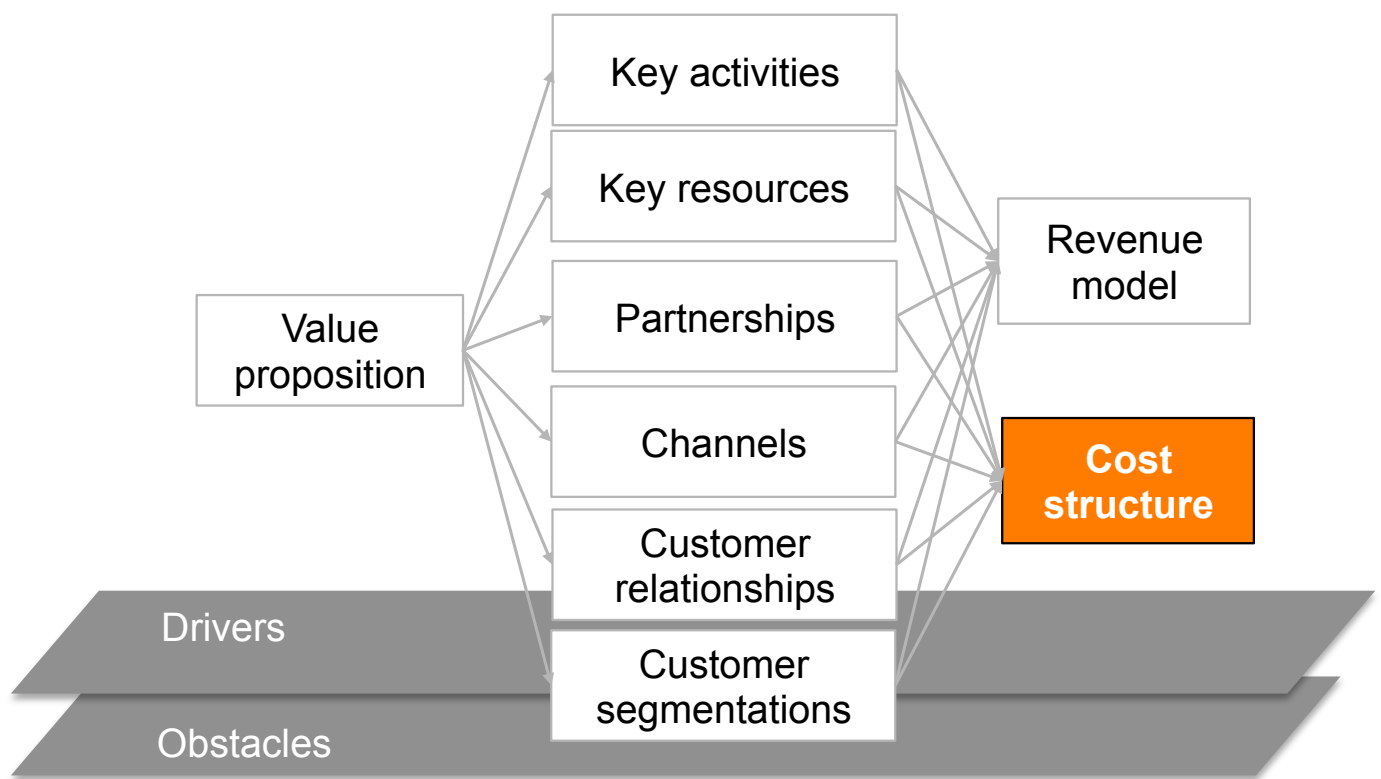 Key activities
Key resources
Partnerships
Channels
Customer
relationships
Customer
segmentations
Value
proposition
Revenue
model
Cost
structure
Drivers
Obstacles